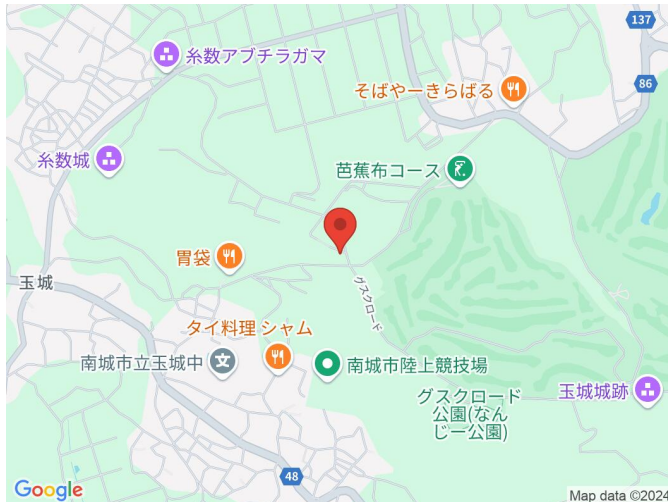 137
糸数アブチラガマ
そばやーきらばる
86
糸数城
芭蕉布コース
胃袋
グスクロード
玉城
タイ料理 シャム
南城市立玉城中
文
南城市陸上競技場
グスクロード
公園(なん
じー公園)
玉城城跡
48
Google
Map data ©2024